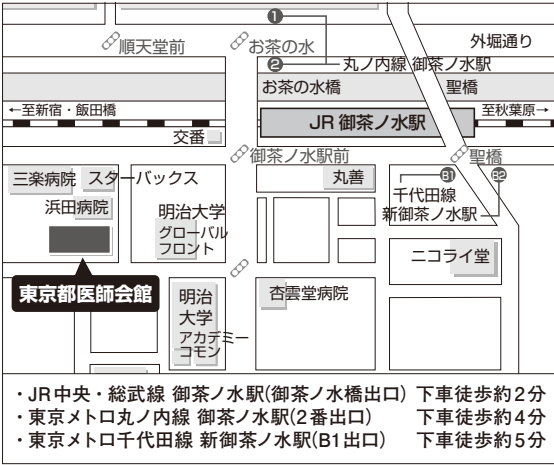 1
順天堂前
お茶の水
外堀通り
2
丸ノ内線 御茶ノ水駅
お茶の水橋
聖橋
←至新宿・飯田橋
JR 御茶ノ水駅
至秋葉原→
交番
御茶ノ水駅前
聖橋
三楽病院
スターバックス
丸善
B1
B2
千代田線
新御茶ノ水駅
浜田病院
明治大学
グローバル
フロント
ニコライ堂
東京都医師会館
明治
大学
アカデミー
コモン
杏雲堂病院
・JR中央・総武線 御茶ノ水駅(御茶ノ水橋出口) 下車徒歩約2分
・東京メトロ丸ノ内線 御茶ノ水駅(2番出口) 下車徒歩約4分
・東京メトロ千代田線 新御茶ノ水駅(B1出口) 下車徒歩約5分